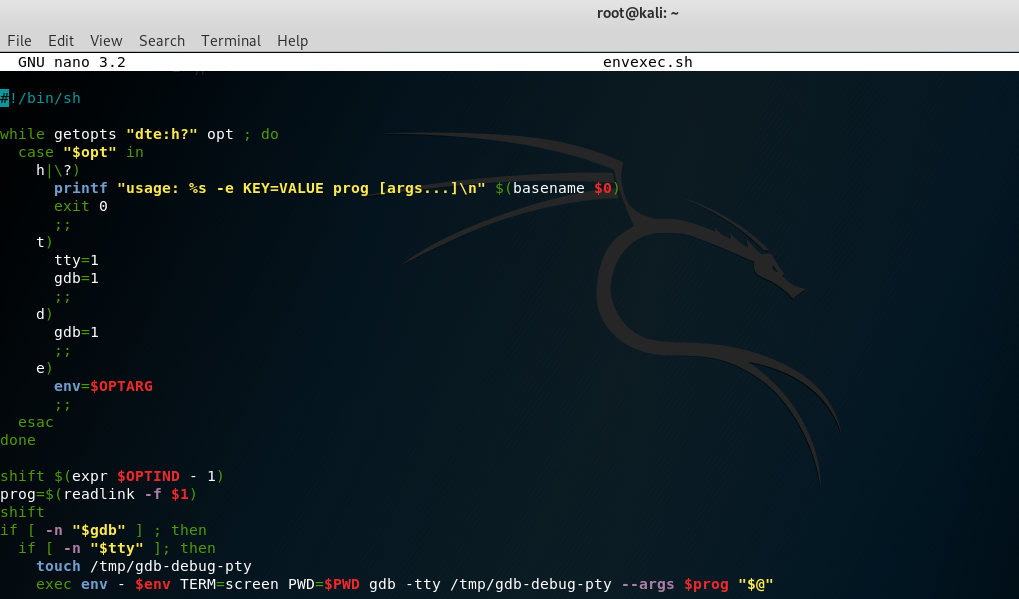 root@kali: ~
File Edit View Search Terminal Help
GNU nano 3.2 envexec.sh
#!/bin/sh
while getopts "dte:h?" opt ; do
  case "$opt" in
    h|\?)
      printf "usage: %s -e KEY=VALUE prog [args...]\n" $(basename $0)
      exit 0
      ;;
    t)
      tty=1
      gdb=1
      ;;
    d)
      gdb=1
      ;;
    e)
      env=$OPTARG
      ;;
  esac
done
shift $(expr $OPTIND - 1)
prog=$(readlink -f $1)
shift
if [ -n "$gdb" ] ; then
  if [ -n "$tty" ]; then
    touch /tmp/gdb-debug-pty
    exec env - $env TERM=screen PWD=$PWD gdb -tty /tmp/gdb-debug-pty --args $prog "$@"